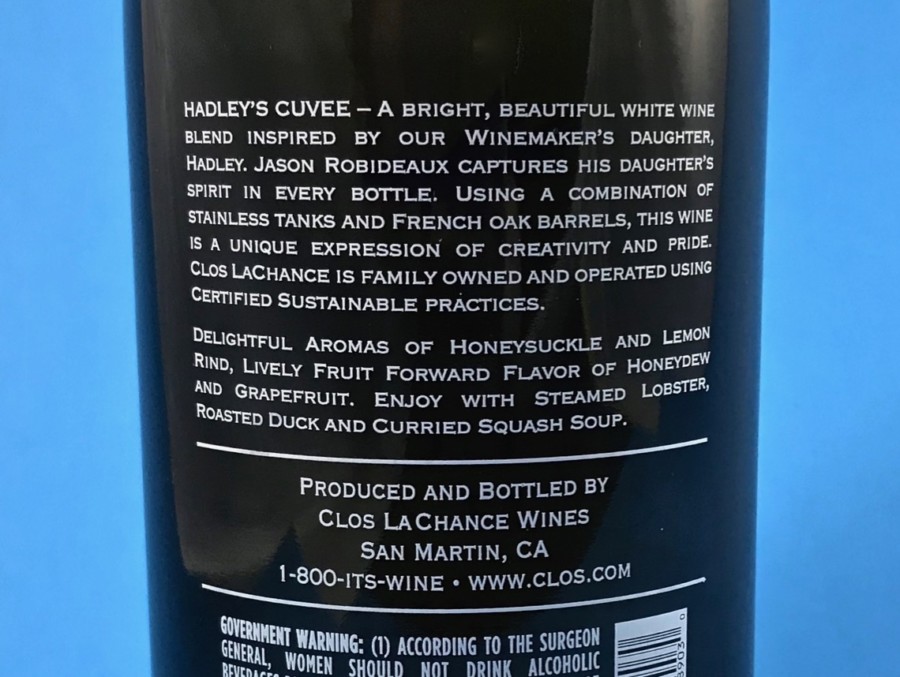 HADLEY'S CUVEE – A BRIGHT, BEAUTIFUL WHITE WINE
BLEND INSPIRED BY OUR WINEMAKER'S DAUGHTER,
HADLEY. JASON ROBIDEAUX CAPTURES HIS DAUGHTER'S
SPIRIT IN EVERY BOTTLE. USING A COMBINATION OF
STAINLESS TANKS AND FRENCH OAK BARRELS, THIS WINE
IS A UNIQUE EXPRESSION OF CREATIVITY AND PRIDE.
CLOS LACHANCE IS FAMILY OWNED AND OPERATED USING
CERTIFIED SUSTAINABLE PRACTICES.
DELIGHTFUL AROMAS OF HONEYSUCKLE AND LEMON
RIND, LIVELY FRUIT FORWARD FLAVOR OF HONEYDEW
AND GRAPEFRUIT. ENJOY WITH STEAMED LOBSTER,
ROASTED DUCK AND CURRIED SQUASH SOUP.
PRODUCED AND BOTTLED BY
CLOS LACHANCE WINES
SAN MARTIN, CA
1-800-ITS-WINE • WWW.CLOS.COM
GOVERNMENT WARNING: (1) ACCORDING TO THE SURGEON
GENERAL, WOMEN SHOULD NOT DRINK ALCOHOLIC